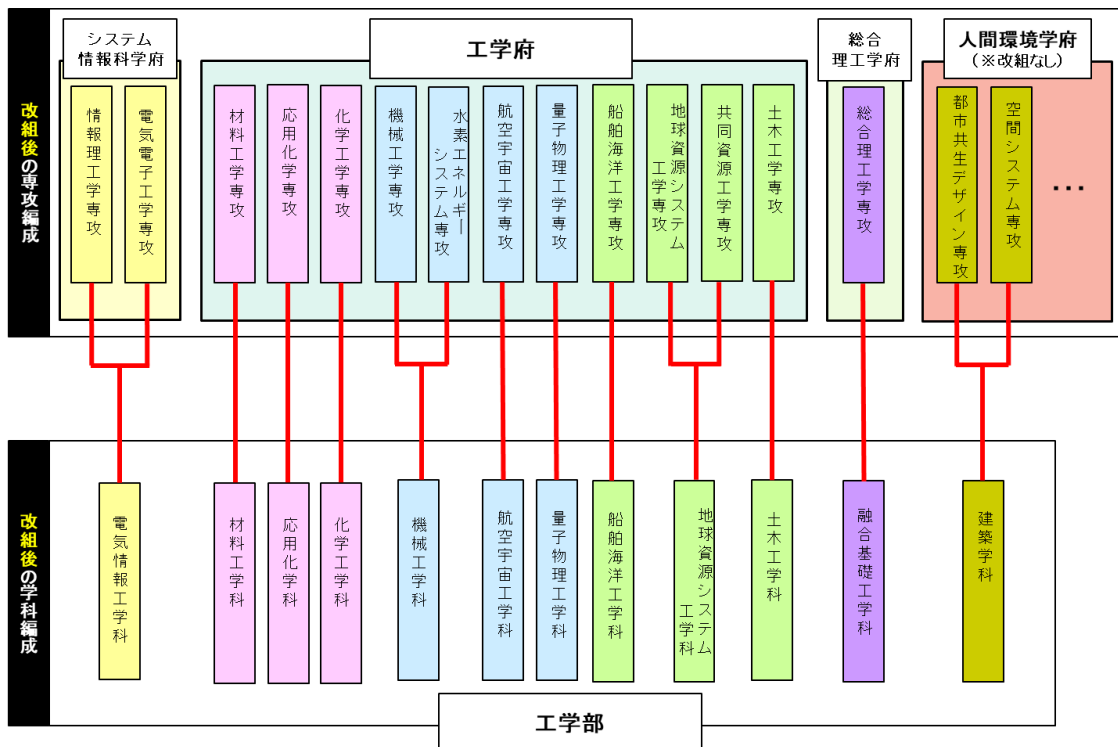 改組後の専攻編成
システム
情報科学府
情報理工学専攻
電気電子工学専攻
工学府
材料工学専攻
応用化学専攻
化学工学専攻
機械工学専攻
水素エネルギー
システム専攻
航空宇宙工学専攻
量子物理工学専攻
船舶海洋工学専攻
地球資源システム
工学専攻
共同資源工学専攻
土木工学専攻
総合
理工学府
総合理工学専攻
人間環境学府
(※改組なし)
都市共生デザイン専攻
空間システム専攻
…
改組後の学科編成
電気情報工学科
材料工学科
応用化学科
化学工学科
機械工学科
航空宇宙工学科
量子物理工学科
船舶海洋工学科
地球資源システム
工学科
土木工学科
融合基礎工学科
建築学科
工学部